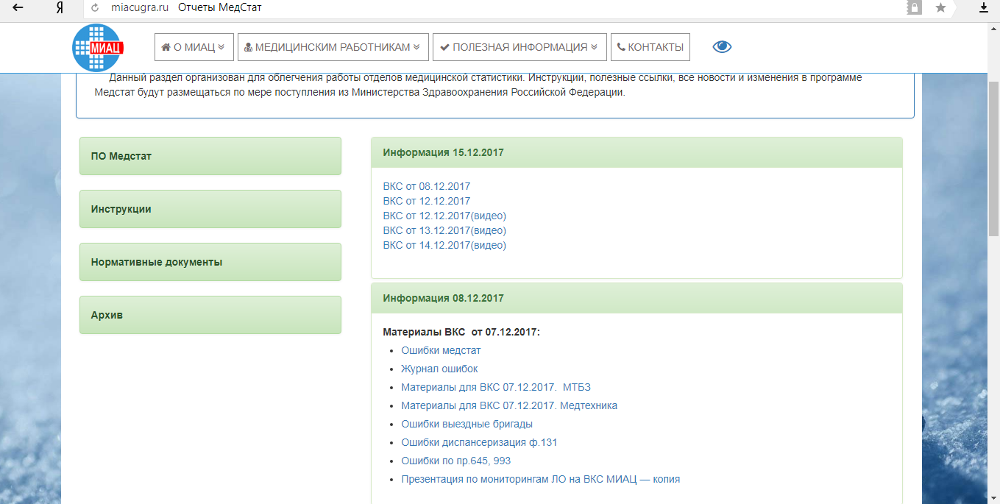 Я
miacugra.ru Отчеты МедСтат
МИАЦ
О МИАЦ
МЕДИЦИНСКИМ РАБОТНИКАМ
ПОЛЕЗНАЯ ИНФОРМАЦИЯ
КОНТАКТЫ
Данный раздел организован для облегчения работы отделов медицинской статистики. Инструкции, полезные ссылки, все новости и изменения в программе
Медстат будут размещаться по мере поступления из Министерства Здравоохранения Российской Федерации.
ПО Медстат
Инструкции
Нормативные документы
Архив
Информация 15.12.2017
ВКС от 08.12.2017
ВКС от 12.12.2017
ВКС от 12.12.2017(видео)
ВКС от 13.12.2017(видео)
ВКС от 14.12.2017(видео)
Информация 08.12.2017
Материалы ВКС от 07.12.2017:
Ошибки медстат
Журнал ошибок
Материалы для ВКС 07.12.2017. МТБЗ
Материалы для ВКС 07.12.2017. Медтехника
Ошибки выездные бригады
Ошибки диспансеризация ф.131
Ошибки по пр.645, 993
Презентация по мониторингам ЛО на ВКС МИАЦ — копия